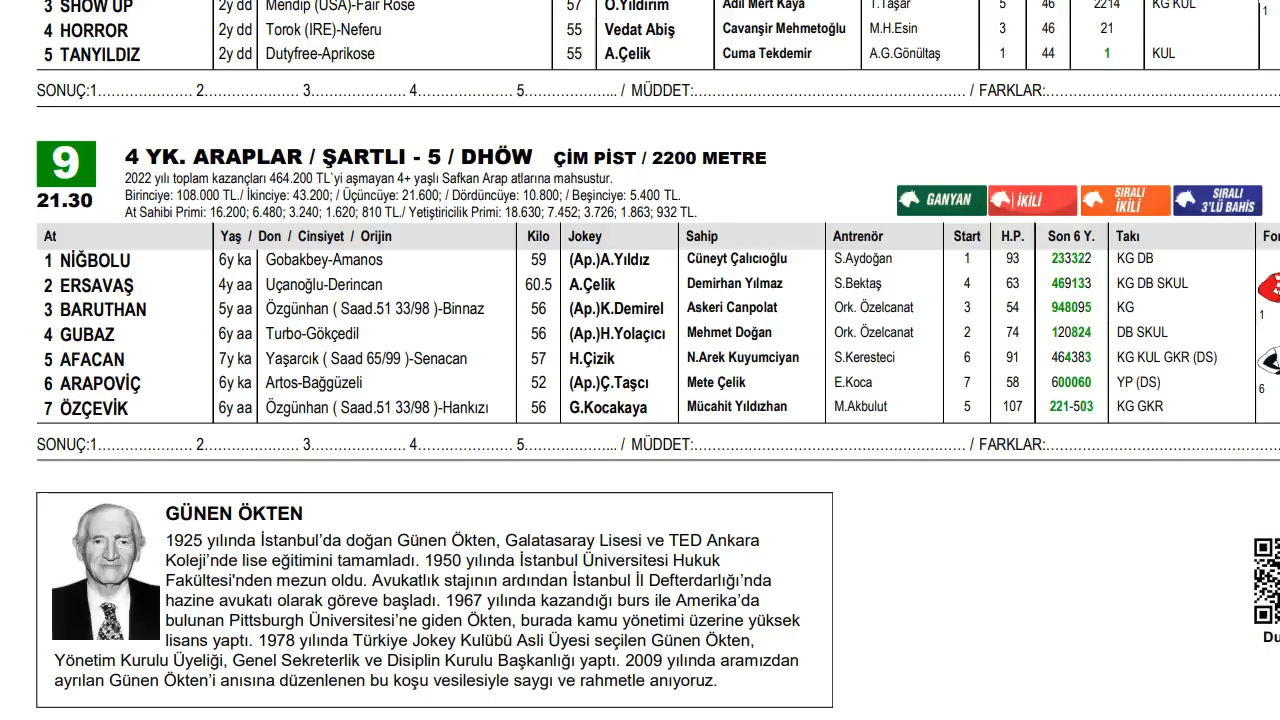 3 SHOW UP 2y dd Mendip (USA)-Fair Rose 57 Ö.Yıldırım Adil Mert Kaya T.Taşar 5 46 2214 KG KUL
4 HORROR 2y dd Torok (IRE)-Neferu 55 Vedat Abiş Cavanşir Mehmetoğlu M.H.Esin 3 46 21
5 TANYILDIZ 2y dd Dutyfree-Aprikose 55 A.Çelik Cuma Tekdemir A.G.Gönültaş 1 44 1 KUL
1
SONUÇ:1………………… 2………………… 3………………… 4………………… 5……………….. / MÜDDET:……………………………………………… / FARKLAR:…………………………………………
9
21.30
4 YK. ARAPLAR / ŞARTLI - 5 / DHÖW ÇİM PİST / 2200 METRE
2022 yılı toplam kazançları 464.200 TL`yi aşmayan 4+ yaşlı Safkan Arap atlarına mahsustur.
Birinciye: 108.000 TL./ İkinciye: 43.200; / Üçüncüye: 21.600; / Dördüncüye: 10.800; / Beşinciye: 5.400 TL.
At Sahibi Primi: 16.200; 6.480; 3.240; 1.620; 810 TL./ Yetiştiricilik Primi: 18.630; 7.452; 3.726; 1.863; 932 TL.
GANYAN İKİLİ SIRALI İKİLİ SIRALI 3'LÜ BAHİS
At Yaş / Don / Cinsiyet / Orijin Kilo Jokey Sahip Antrenör Start H.P. Son 6 Y. Takı For
1 NİĞBOLU 6y ka Gobakbey-Amanos 59 (Ap.)A.Yıldız Cüneyt Çalıcıoğlu S.Aydoğan 1 93 233322 KG DB
2 ERSAVAŞ 4y aa Uçanoğlu-Derincan 60.5 A.Çelik Demirhan Yılmaz S.Bektaş 4 63 469133 KG DB SKUL
3 BARUTHAN 6y aa Özgünhan ( Saad.51 33/98 )-Binnaz 56 (Ap.)K.Demirel Askeri Canpolat Ork. Özelcanat 3 54 948095 KG
1
4 GUBAZ 5y aa Turbo-Gökçedil 56 (Ap.)H.Yolaçıcı Mehmet Doğan Ork. Özelcanat 2 74 120824 DB SKUL
5 AFACAN 7y ka Yaşarcık ( Saad 65/99 )-Senacan 57 H.Çizik N.Arek Kuyumciyan S.Keresteci 6 91 464383 KG KUL GKR (DS)
6 ARAPOVİÇ 6y ka Artos-Bağgüzeli 52 (Ap.)Ç.Taşcı Mete Çelik E.Koca 7 58 600060 YP (DS)
6
7 ÖZÇEVİK 6y aa Özgünhan ( Saad.51 33/98 )-Hankızı 56 G.Kocakaya Mücahit Yıldızhan M.Akbulut 5 107 221-503 KG GKR
SONUÇ:1………………… 2………………… 3………………… 4………………… 5……………….. / MÜDDET:……………………………………………… / FARKLAR:…………………………………………
GÜNEN ÖKTEN
1925 yılında İstanbul’da doğan Günen Ökten, Galatasaray Lisesi ve TED Ankara
Koleji’nde lise eğitimini tamamladı. 1950 yılında İstanbul Üniversitesi Hukuk
Fakültesi'nden mezun oldu. Avukatlık stajının ardından İstanbul İl Defterdarlığı’nda
hazine avukatı olarak göreve başladı. 1967 yılında kazandığı burs ile Amerika’da
bulunan Pittsburgh Üniversitesi’ne giden Ökten, burada kamu yönetimi üzerine yüksek
lisans yaptı. 1978 yılında Türkiye Jokey Kulübü Asli Üyesi seçilen Günen Ökten,
Yönetim Kurulu Üyeliği, Genel Sekreterlik ve Disiplin Kurulu Başkanlığı yaptı. 2009 yılında aramızdan
ayrılan Günen Ökten’i anısına düzenlenen bu koşu vesilesiyle saygı ve rahmetle anıyoruz.
Du